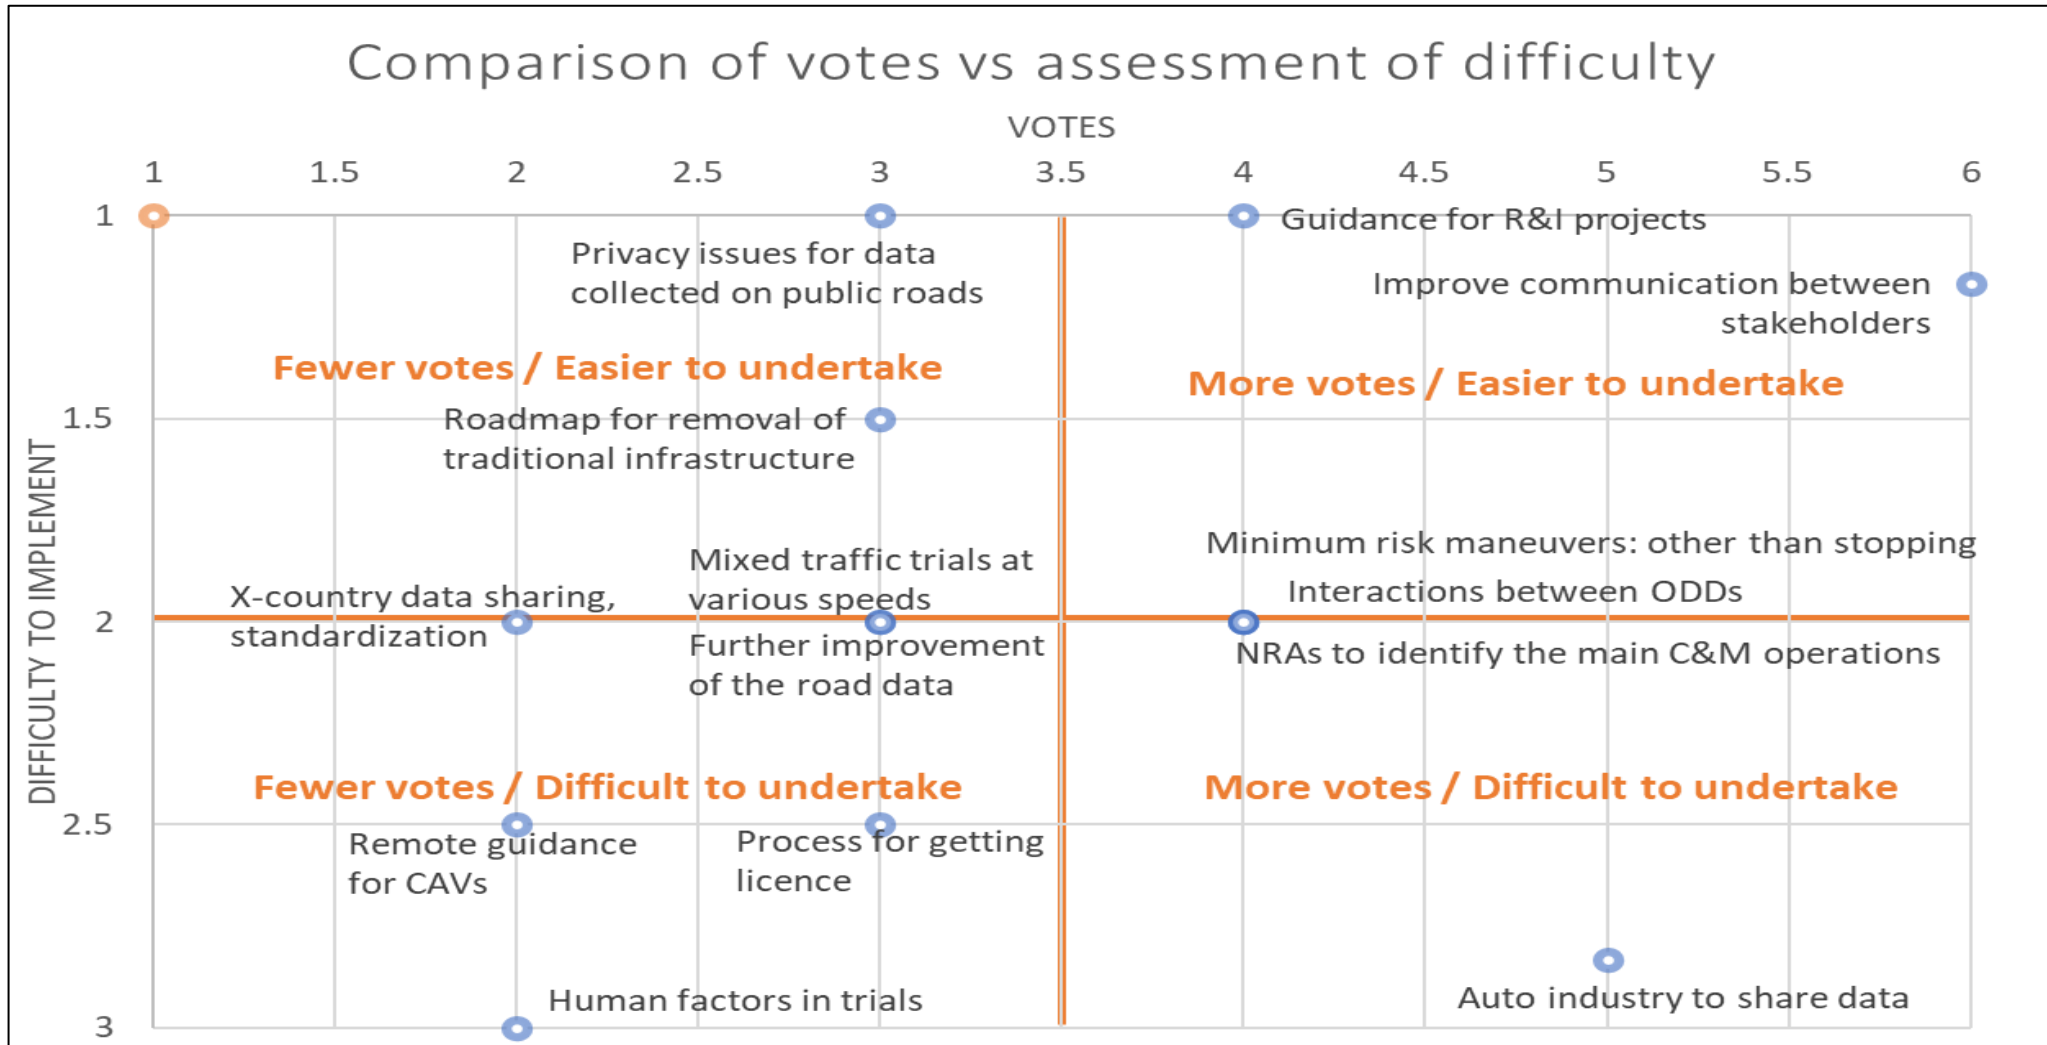 Comparison of votes vs assessment of difficulty
VOTES
1 1.5 2 2.5 3 3.5 4 4.5 5 5.5 6
DIFFICULTY TO IMPLEMENT
1
Guidance for R&I projects
Privacy issues for data
collected on public roads
Improve communication between
stakeholders
Fewer votes / Easier to undertake
More votes / Easier to undertake
1.5
Roadmap for removal of
traditional infrastructure
Mixed traffic trials at
various speeds
Minimum risk maneuvers: other than stopping
Interactions between ODDs
X-country data sharing,
standardization
2
Further improvement
of the road data
NRAs to identify the main C&M operations
Fewer votes / Difficult to undertake
More votes / Difficult to undertake
2.5
Remote guidance
for CAVs
Process for getting
licence
Human factors in trials
Auto industry to share data
3